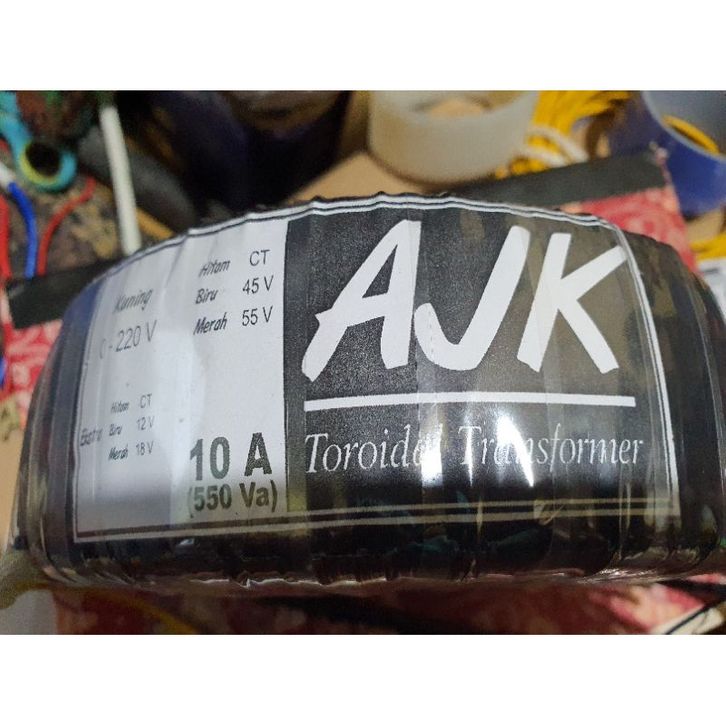 Kuning
0 - 220 V
Hitam CT
Biru 45 V
Merah 55 V
Ekstra
Hitam CT
Biru 12 V
Merah 18 V
10 A
(550 Va)
AJK
Toroidal Transformer